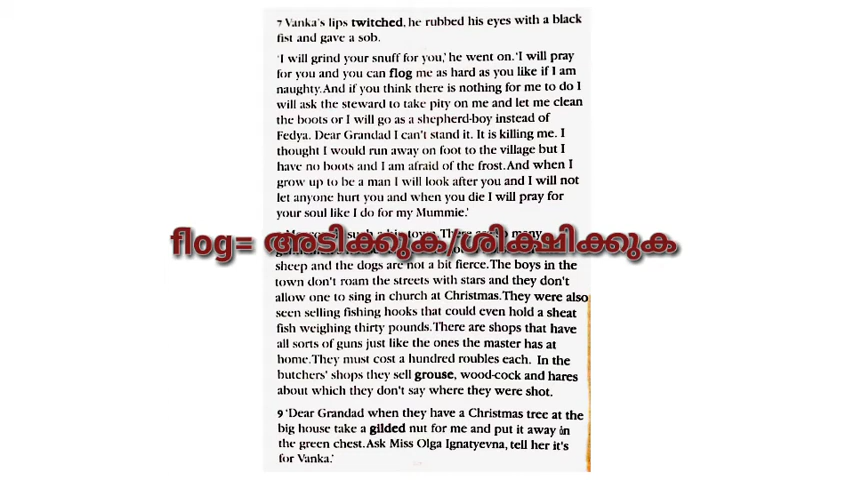 7 Vanka's lips twitched, he rubbed his eyes with a black
fist and gave a sob.
'I will grind your snuff for you,' he went on. 'I will pray
for you and you can flog me as hard as you like if I am
naughty. And if you think there is nothing for me to do I
will ask the steward to take pity on me and let me clean
the boots or I will go as a shepherd-boy instead of
Fedya. Dear Grandad I can't stand it. It is killing me. I
thought I would run away on foot to the village but I
have no boots and I am afraid of the frost. And when I
grow up to be a man I will look after you and I will not
let anyone hurt you and when you die I will pray for
your soul like I do for my Mummie.'
town. There many
flog= അടിക്കുക/ശിക്ഷിക്കുക
sheep and the dogs are not a bit fierce. The boys in the
town don't roam the streets with stars and they don't
allow one to sing in church at Christmas. They were also
seen selling fishing hooks that could even hold a sheat
fish weighing thirty pounds. There are shops that have
all sorts of guns just like the ones the master has at
home. They must cost a hundred roubles each. In the
butchers' shops they sell grouse, wood-cock and hares
about which they don't say where they were shot.
9 'Dear Grandad when they have a Christmas tree at the
big house take a gilded nut for me and put it away in
the green chest. Ask Miss Olga Ignatyevna, tell her it's
for Vanka.'